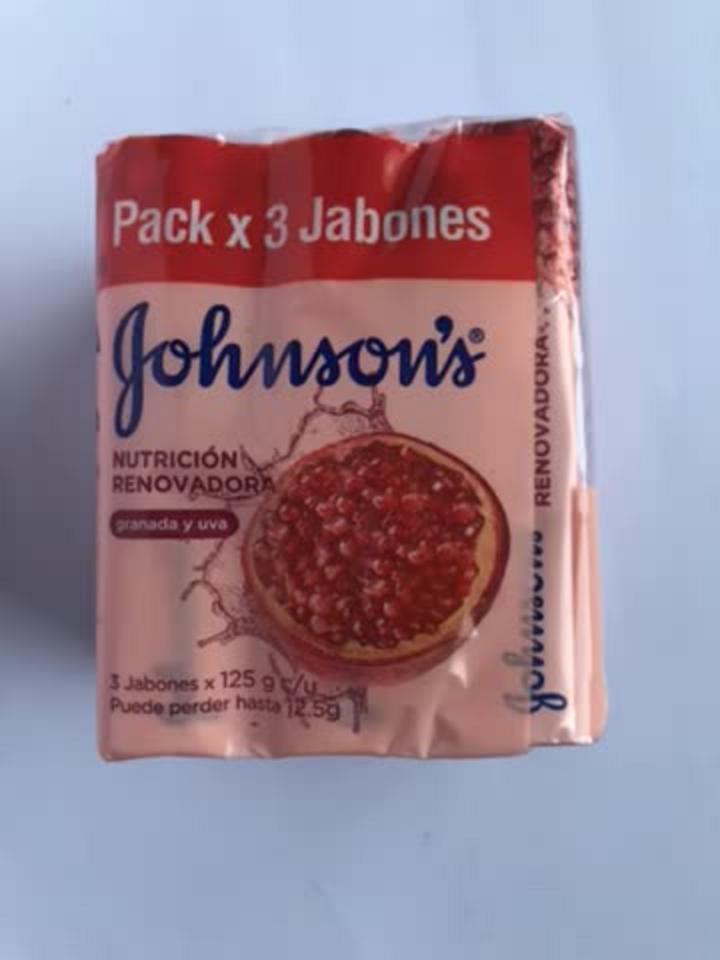 Pack x 3 Jabones
Johnson's®
NUTRICIÓN
RENOVADORA
granada y uva
3 Jabones x 125 g c/u
Puede perder hasta 12.5g
Johnson's
RENOVADORA